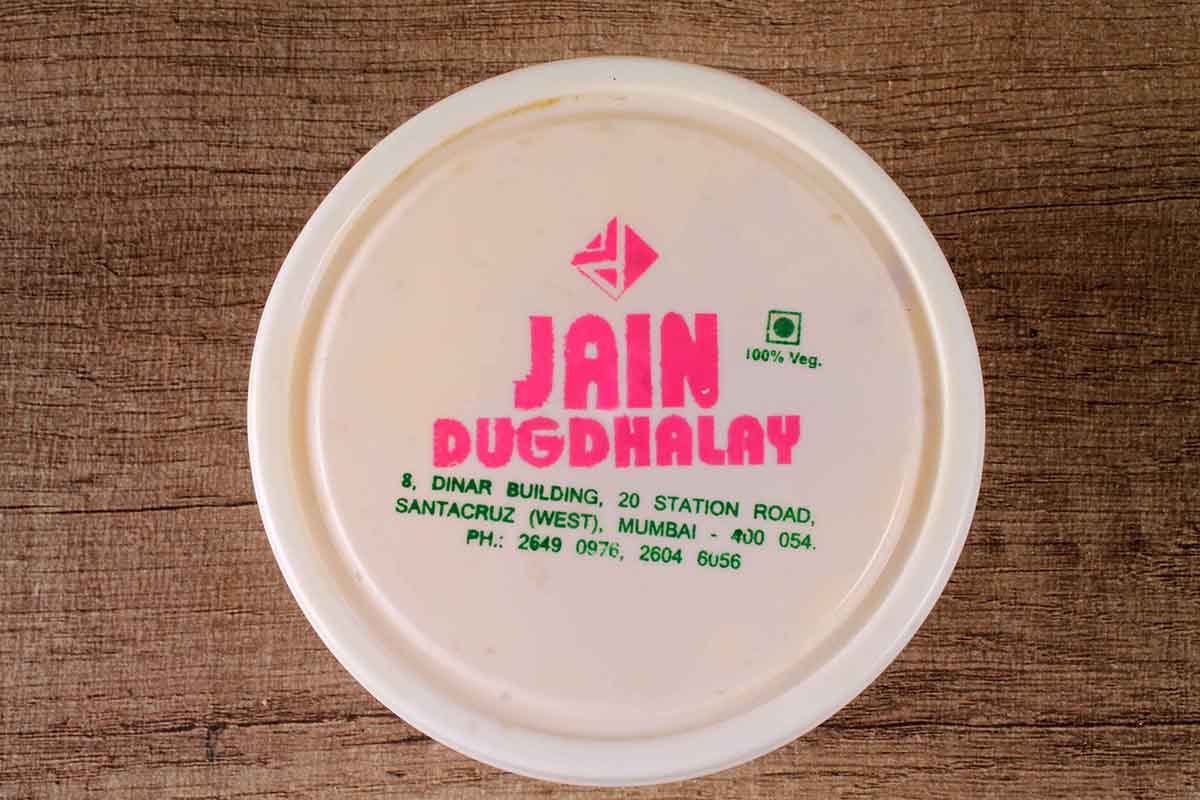 JAIN
DUGDHALAY
100% Veg.
8, DINAR BUILDING, 20 STATION ROAD,
SANTACRUZ (WEST), MUMBAI - 400 054.
PH.: 2649 0976, 2604 6056